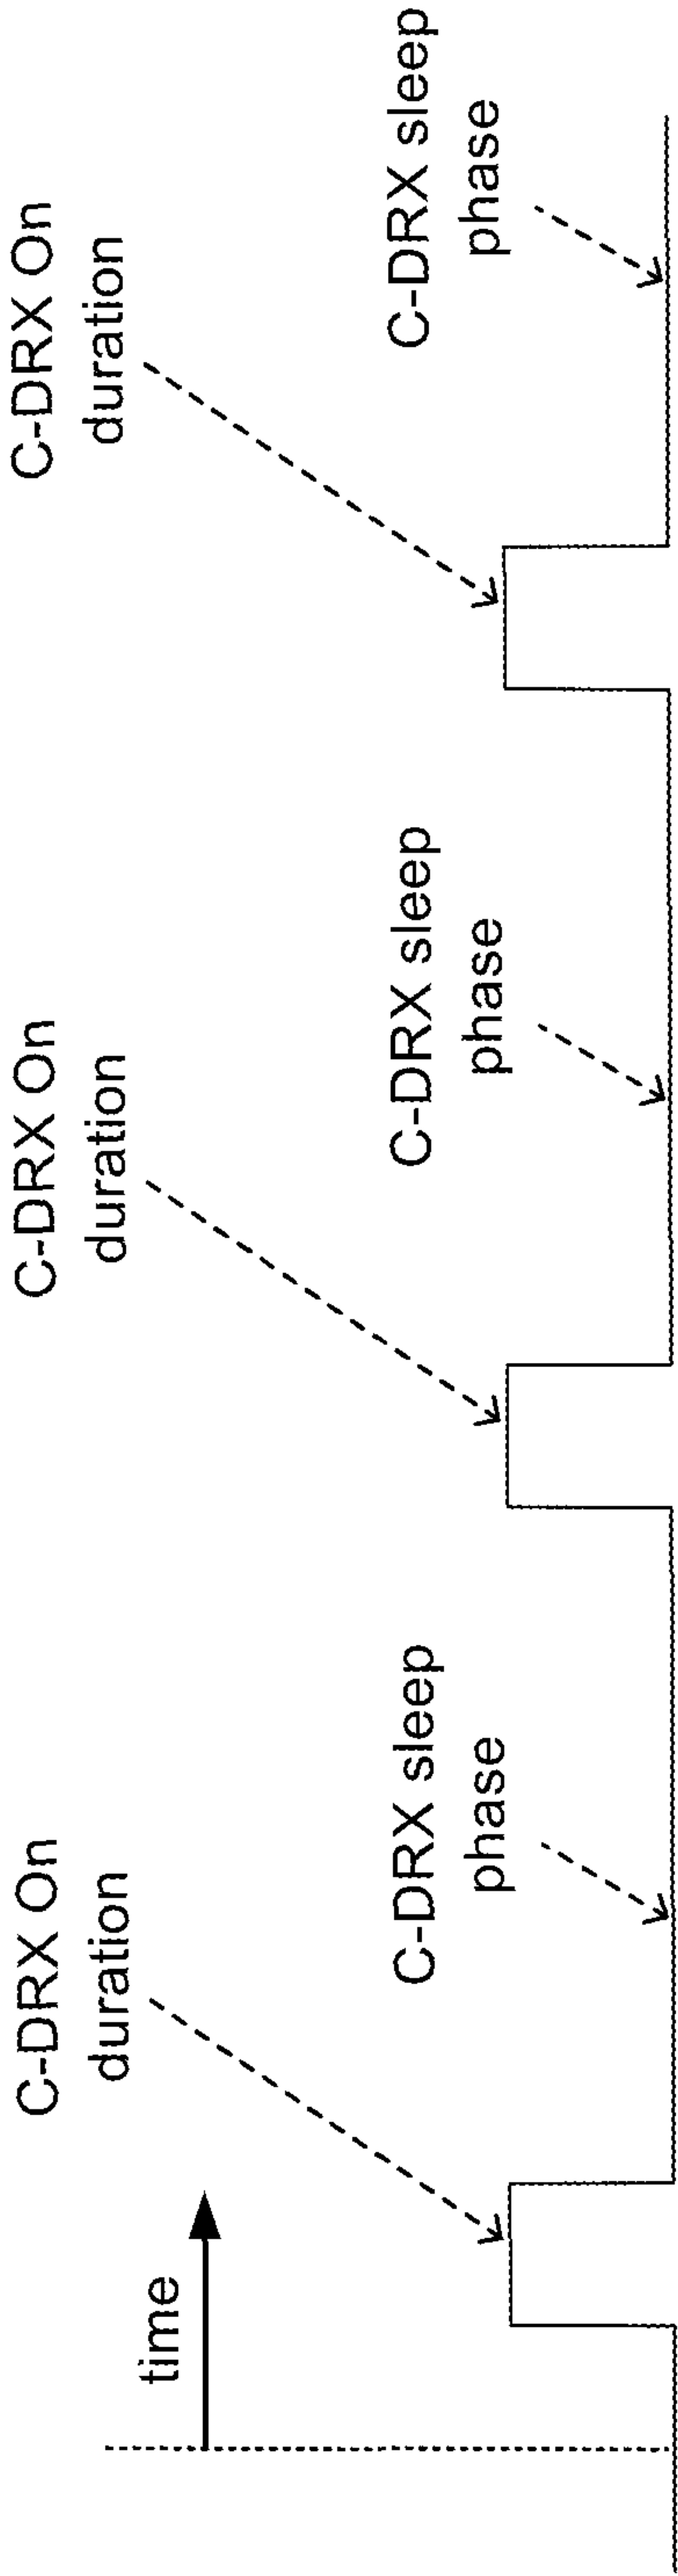 time
C-DRX On
duration
C-DRX sleep
phase
C-DRX On
duration
C-DRX sleep
phase
C-DRX On
duration
C-DRX sleep
phase